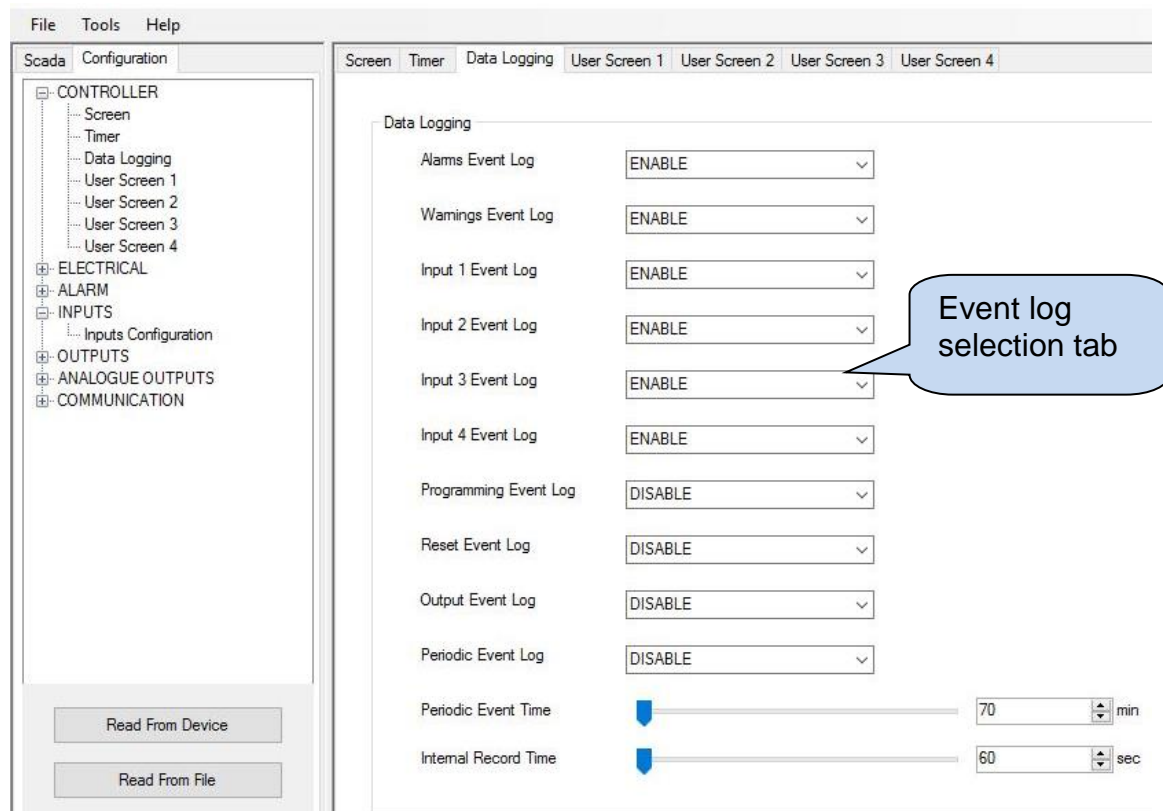 File Tools Help
Scada Configuration
CONTROLLER
Screen
Timer
Data Logging
User Screen 1
User Screen 2
User Screen 3
User Screen 4
ELECTRICAL
ALARM
INPUTS
Inputs Configuration
OUTPUTS
ANALOGUE OUTPUTS
COMMUNICATION
Read From Device
Read From File
Screen Timer Data Logging User Screen 1 User Screen 2 User Screen 3 User Screen 4
Data Logging
Alarms Event Log ENABLE
Warnings Event Log ENABLE
Input 1 Event Log ENABLE
Input 2 Event Log ENABLE
Input 3 Event Log ENABLE
Input 4 Event Log ENABLE
Programming Event Log DISABLE
Reset Event Log DISABLE
Output Event Log DISABLE
Periodic Event Log DISABLE
Periodic Event Time 70 min
Internal Record Time 60 sec
Event log
selection tab